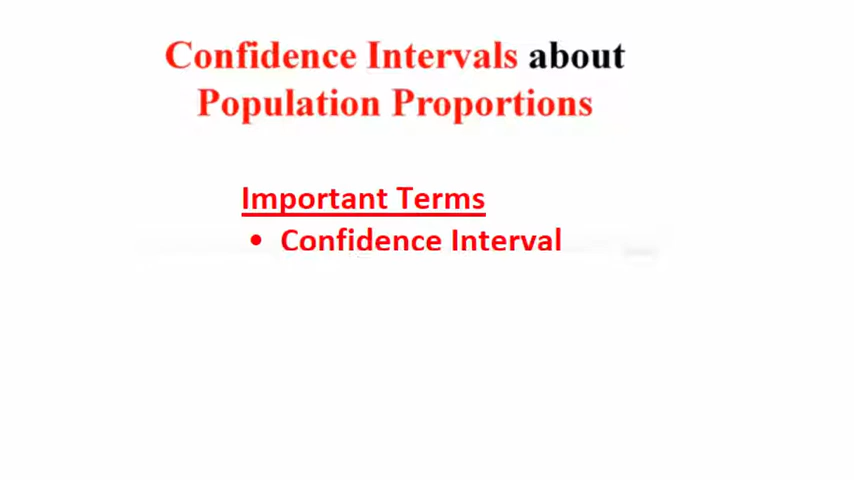 Confidence Intervals about
Population Proportions
Important Terms
• Confidence Interval